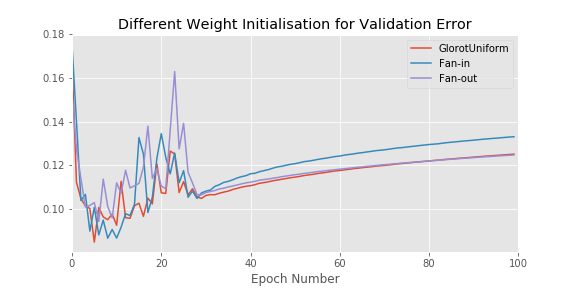 Different Weight Initialisation for Validation Error
0.18
0.16
0.14
0.12
0.10
0
20
40
60
80
100
Epoch Number
GlorotUniform
Fan-in
Fan-out